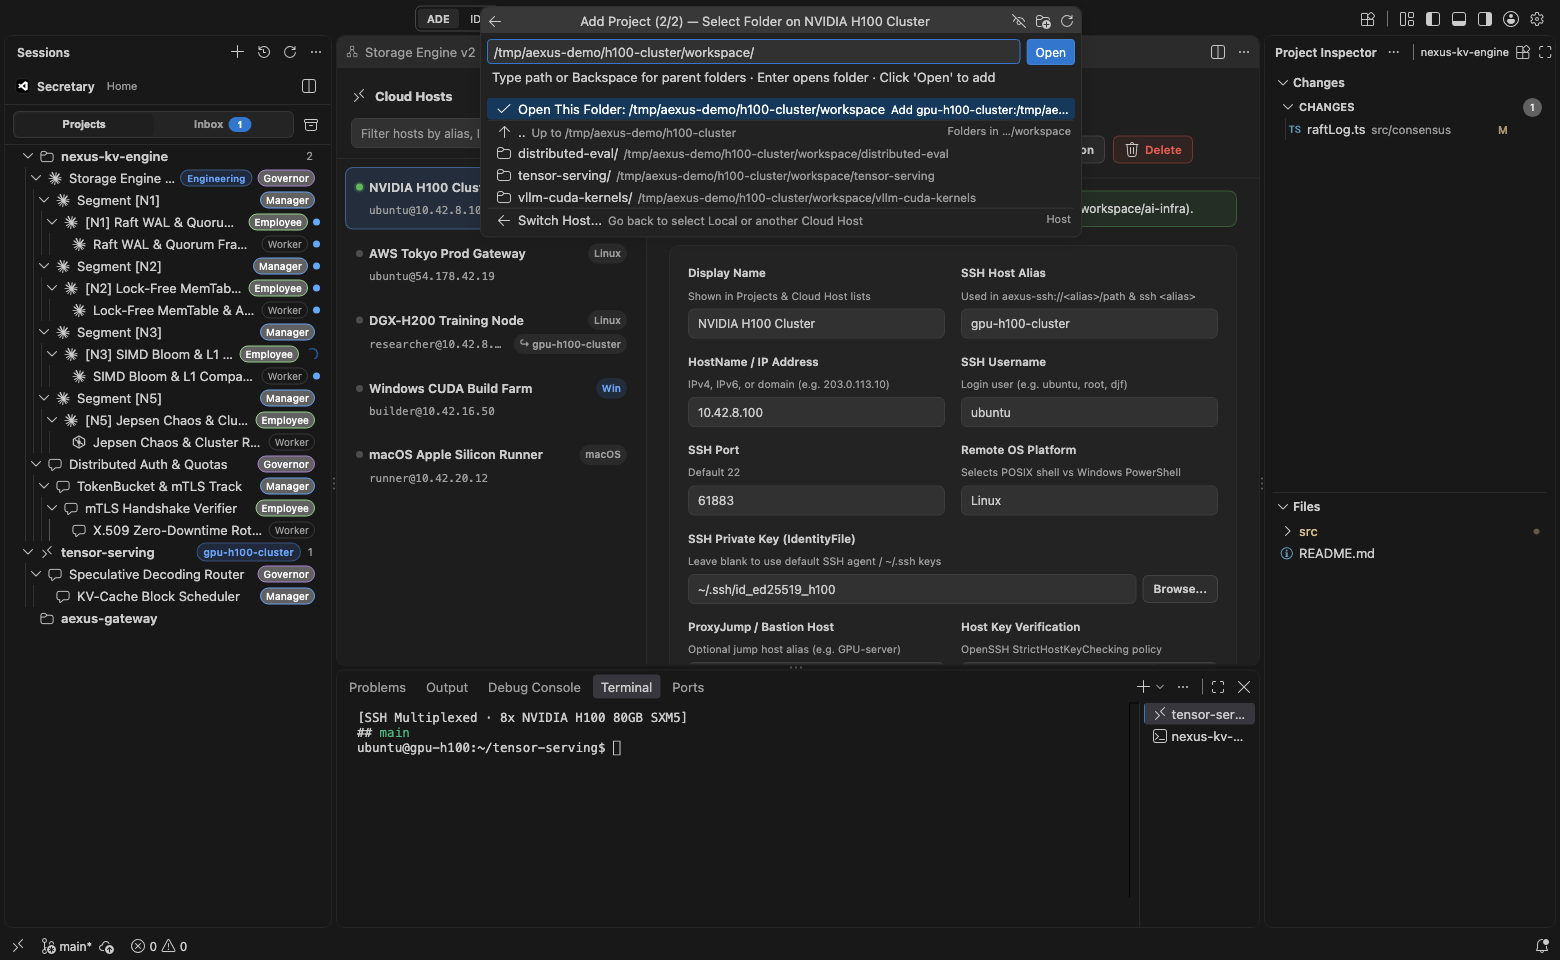 ADE
ID
Add Project (2/2) — Select Folder on NVIDIA H100 Cluster
/tmp/aexus-demo/h100-cluster/workspace/
Open
Type path or Backspace for parent folders · Enter opens folder · Click 'Open' to add
Open This Folder: /tmp/aexus-demo/h100-cluster/workspace Add gpu-h100-cluster:/tmp/ae...
.. Up to /tmp/aexus-demo/h100-cluster
Folders in .../workspace
distributed-eval/ /tmp/aexus-demo/h100-cluster/workspace/distributed-eval
tensor-serving/ /tmp/aexus-demo/h100-cluster/workspace/tensor-serving
vllm-cuda-kernels/ /tmp/aexus-demo/h100-cluster/workspace/vllm-cuda-kernels
Switch Host... Go back to select Local or another Cloud Host
Host
Sessions
Secretary Home
Projects
Inbox 1
nexus-kv-engine 2
Storage Engine ... Engineering Governor
Segment [N1] Manager
[N1] Raft WAL & Quoru... Employee
Raft WAL & Quorum Fra... Worker
Segment [N2] Manager
[N2] Lock-Free MemTab... Employee
Lock-Free MemTable & A... Worker
Segment [N3] Manager
[N3] SIMD Bloom & L1 ... Employee
SIMD Bloom & L1 Compa... Worker
Segment [N5] Manager
[N5] Jepsen Chaos & Clu... Employee
Jepsen Chaos & Cluster R... Worker
Distributed Auth & Quotas Governor
TokenBucket & mTLS Track Manager
mTLS Handshake Verifier Employee
X.509 Zero-Downtime Rot... Worker
tensor-serving gpu-h100-cluster 1
Speculative Decoding Router Governor
KV-Cache Block Scheduler Manager
aexus-gateway
Storage Engine v2
Cloud Hosts
Filter hosts by alias, I
NVIDIA H100 Clus
ubuntu@10.42.8.10
AWS Tokyo Prod Gateway Linux
ubuntu@54.178.42.19
DGX-H200 Training Node Linux
researcher@10.42.8.... gpu-h100-cluster
Windows CUDA Build Farm Win
builder@10.42.16.50
macOS Apple Silicon Runner macOS
runner@10.42.20.12
on
Delete
workspace/ai-infra).
Display Name
Shown in Projects & Cloud Host lists
NVIDIA H100 Cluster
SSH Host Alias
Used in aexus-ssh://<alias>/path & ssh <alias>
gpu-h100-cluster
HostName / IP Address
IPv4, IPv6, or domain (e.g. 203.0.113.10)
10.42.8.100
SSH Username
Login user (e.g. ubuntu, root, djf)
ubuntu
SSH Port
Default 22
61883
Remote OS Platform
Selects POSIX shell vs Windows PowerShell
Linux
SSH Private Key (IdentityFile)
Leave blank to use default SSH agent / ~/.ssh keys
~/.ssh/id_ed25519_h100
Browse...
ProxyJump / Bastion Host
Optional jump host alias (e.g. GPU-server)
Host Key Verification
OpenSSH StrictHostKeyChecking policy
Problems Output Debug Console Terminal Ports
[SSH Multiplexed · 8x NVIDIA H100 80GB SXM5]
## main
ubuntu@gpu-h100:~/tensor-serving$
tensor-ser...
nexus-kv-...
Project Inspector
nexus-kv-engine
Changes
CHANGES 1
TS raftLog.ts src/consensus M
Files
src
README.md
main*
0 0